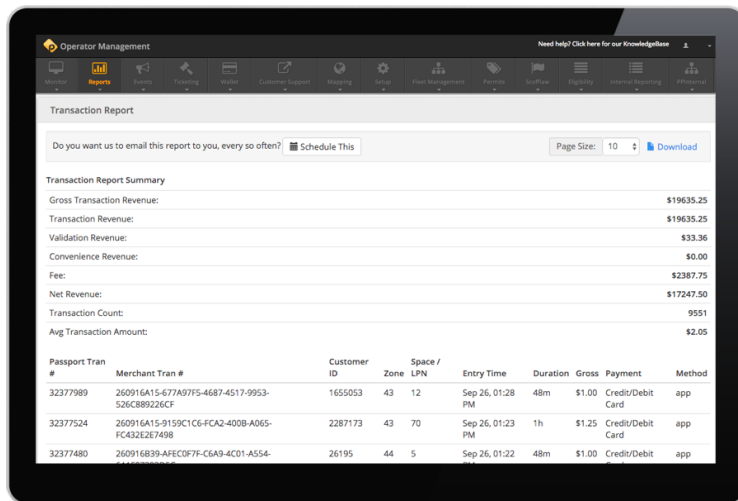 Operator Management
Need help? Click here for our KnowledgeBase
Monitor Reports Events Ticketing Wallet Customer Support Mapping Setup Fleet Management Permits Scofflaw Eligibility Internal Reporting PPInternal
Transaction Report
Do you want us to email this report to you, every so often? Schedule This Page Size: 10 Download
Transaction Report Summary
Gross Transaction Revenue: $19635.25
Transaction Revenue: $19635.25
Validation Revenue: $33.36
Convenience Revenue: $0.00
Fee: $2387.75
Net Revenue: $17247.50
Transaction Count: 9551
Avg Transaction Amount: $2.05
Passport Tran # Merchant Tran # Customer ID Zone Space / LPN Entry Time Duration Gross Payment Method
32377989 260916A15-677A97F5-4687-4517-9953-526C889226CF 1655053 43 12 Sep 26, 01:28 PM 48m $1.00 Credit/Debit Card app
32377524 260916A15-9159C1C6-FCA2-400B-A065-FC432E2E7498 2287173 43 70 Sep 26, 01:23 PM 1h $1.25 Credit/Debit Card app
32377480 260916B39-AFEC0F7F-C6A9-4C01-A554- 26195 44 5 Sep 26, 01:22 48m $1.00 Credit/Debit app